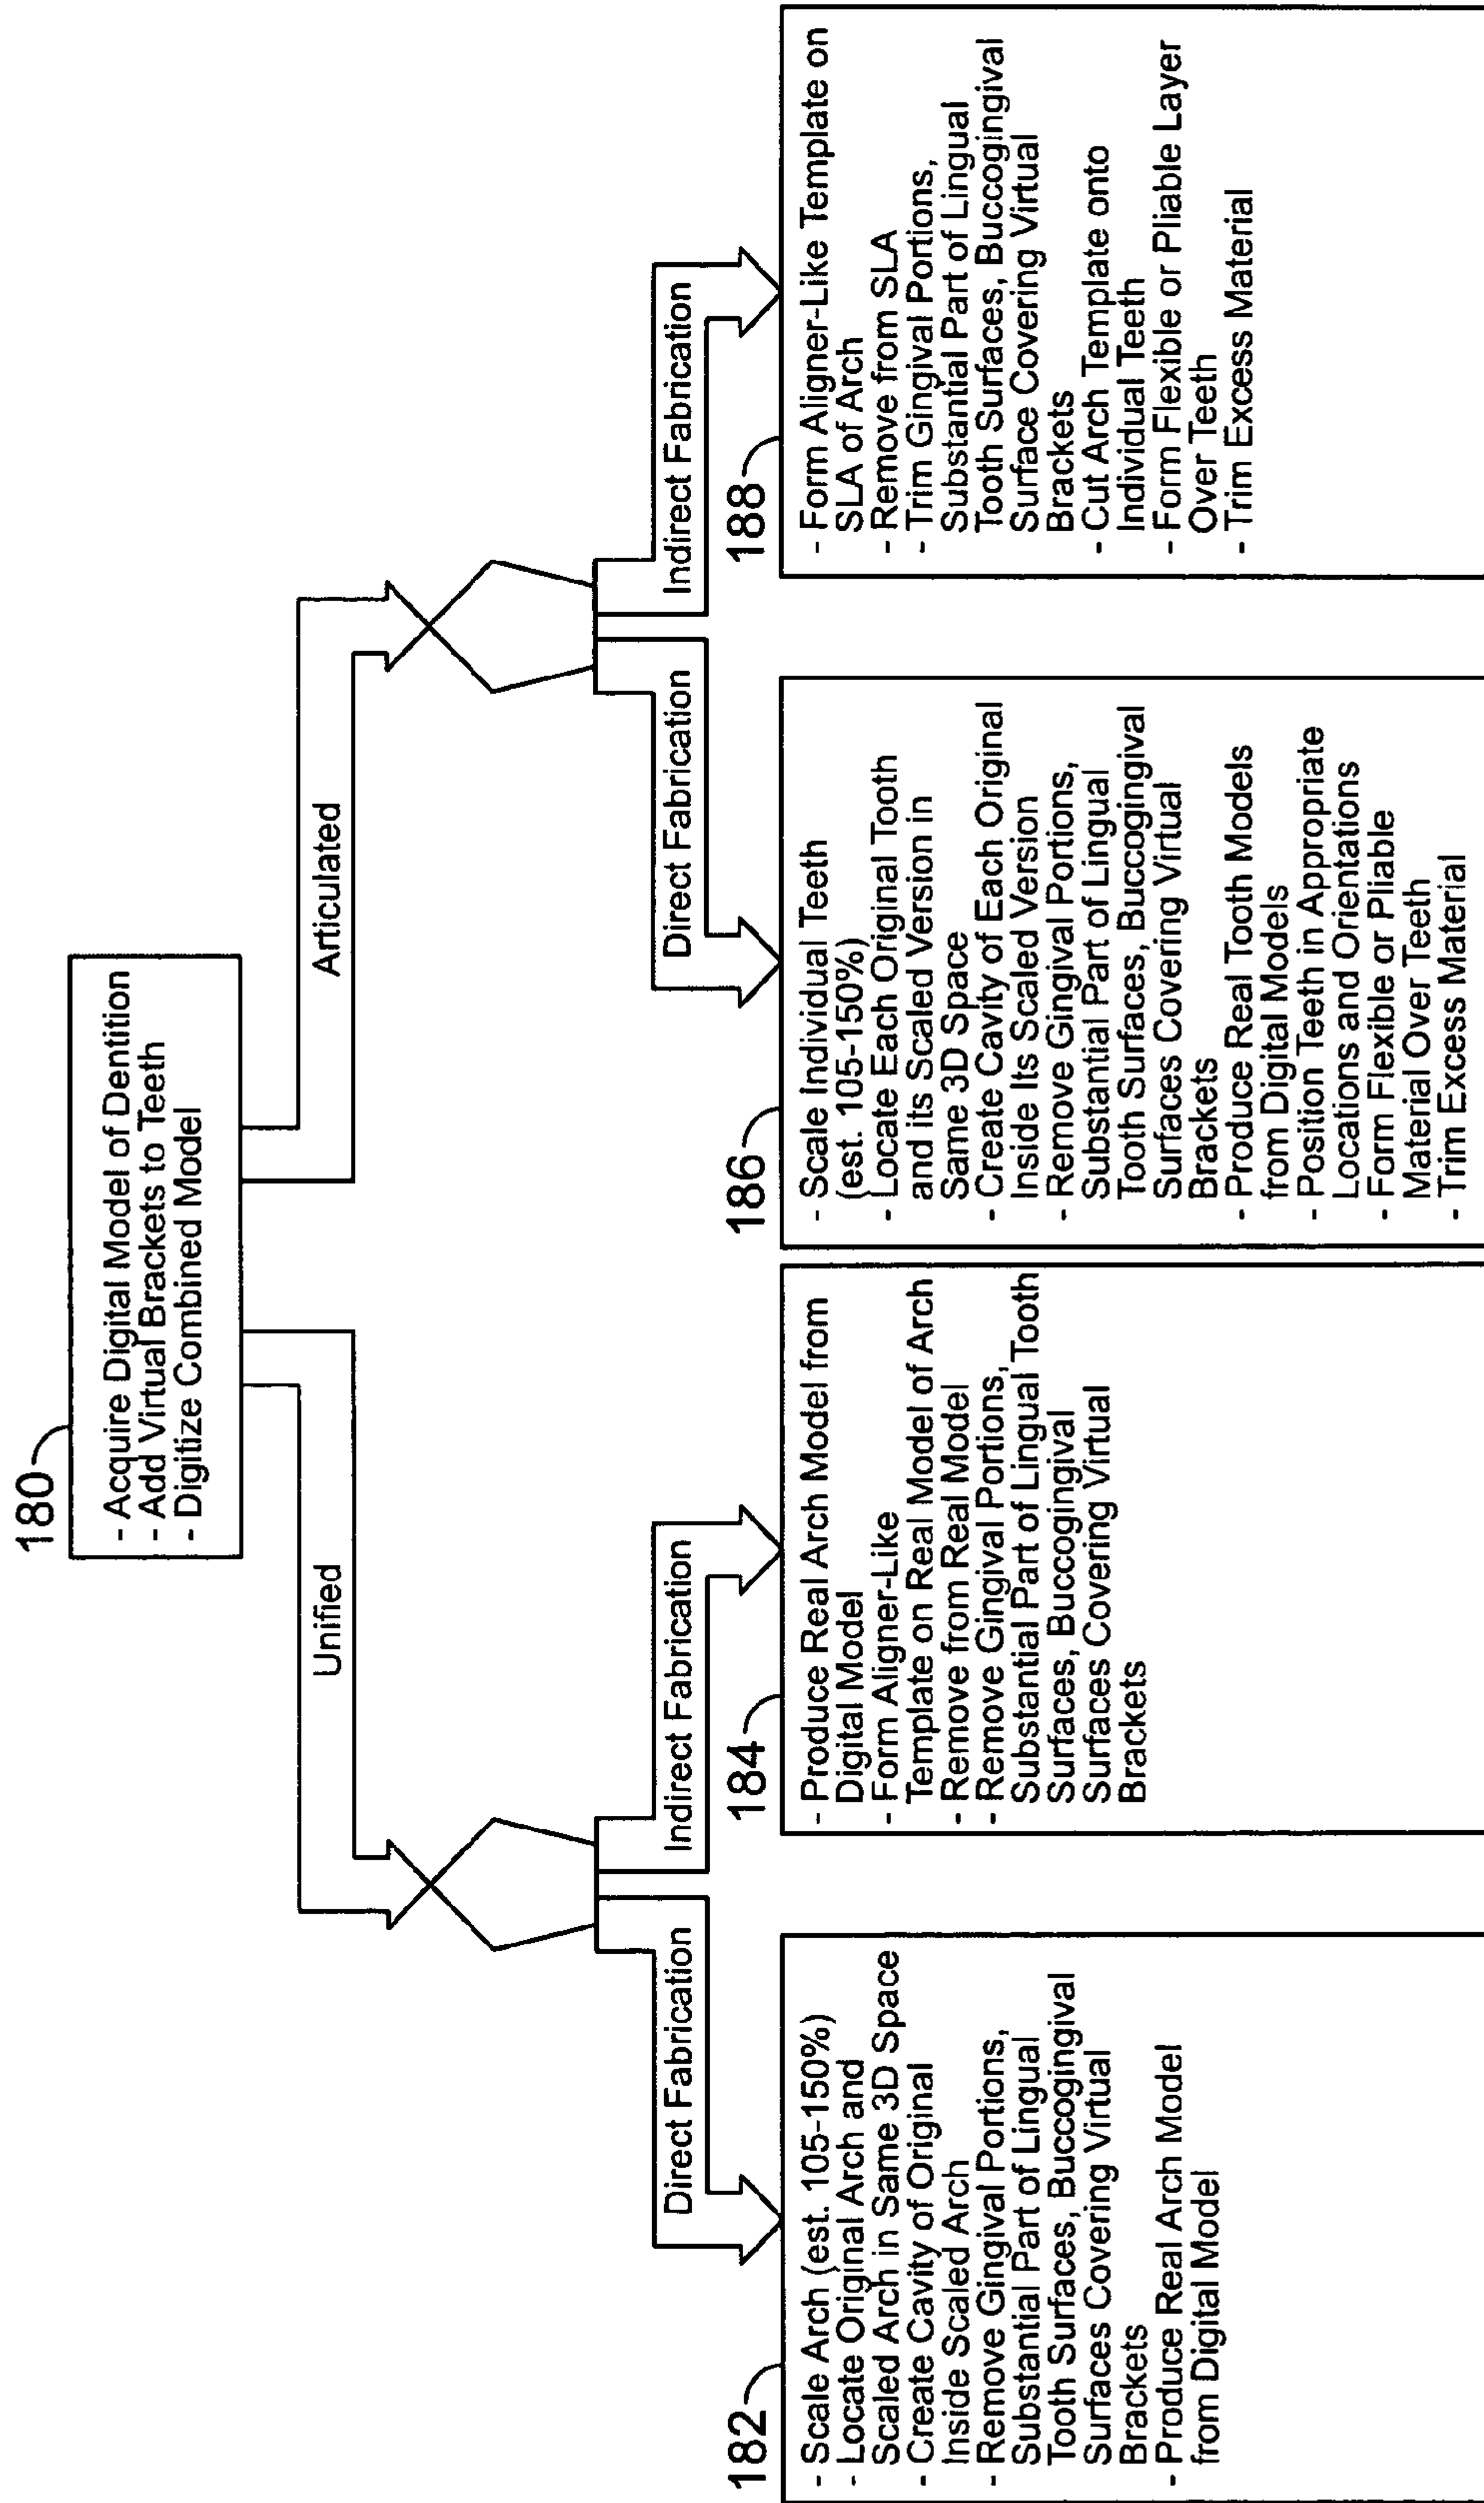 180
- Acquire Digital Model of Dentition
- Add Virtual Brackets to Teeth
- Digitize Combined Model
Unified
Articulated
Direct Fabrication
Indirect Fabrication
Direct Fabrication
Indirect Fabrication
182
- Scale Arch (est. 105-150%)
- Locate Original Arch and
Scaled Arch in Same 3D Space
- Create Cavity of Original
Inside Scaled Arch
- Remove Gingival Portions,
Substantial Part of Lingual
Tooth Surfaces, Buccogingival
Surfaces Covering Virtual
Brackets
- Produce Real Arch Model
from Digital Model
184
- Produce Real Arch Model from
Digital Model
- Form Aligner-Like
Template on Real Model of Arch
- Remove from Real Model
- Remove Gingival Portions,
Substantial Part of Lingual Tooth
Surfaces, Buccogingival
Surfaces Covering Virtual
Brackets
186
- Scale Individual Teeth
(est. 105-150%)
- Locate Each Original Tooth
and its Scaled Version in
Same 3D Space
- Create Cavity of Each Original
Inside Its Scaled Version
- Remove Gingival Portions,
Substantial Part of Lingual
Tooth Surfaces, Buccogingival
Surfaces Covering Virtual
Brackets
- Produce Real Tooth Models
from Digital Models
- Position Teeth in Appropriate
Locations and Orientations
- Form Flexible or Pliable
Material Over Teeth
- Trim Excess Material
188
- Form Aligner-Like Template on
SLA of Arch
- Remove from SLA
- Trim Gingival Portions,
Substantial Part of Lingual
Tooth Surfaces, Buccogingival
Surface Covering Virtual
Brackets
- Cut Arch Template onto
Individual Teeth
- Form Flexible or Pliable Layer
Over Teeth
- Trim Excess Material